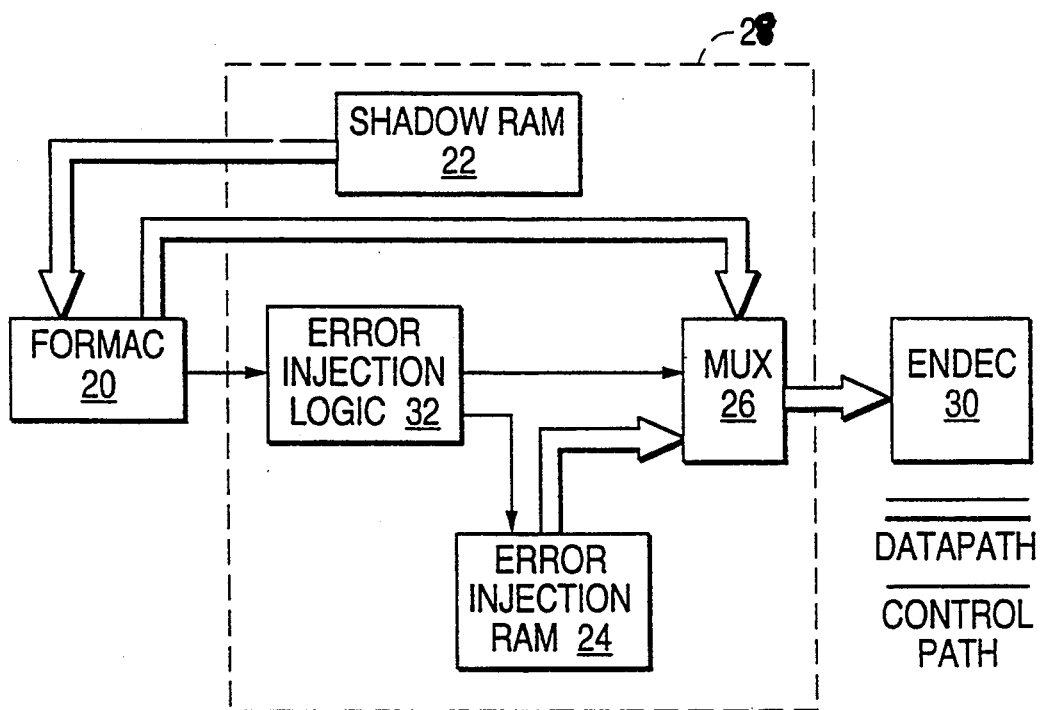 28
SHADOW RAM
22
FORMAC
20
ERROR
INJECTION
LOGIC 32
MUX
26
ENDEC
30
ERROR
INJECTION
RAM 24
DATAPATH
CONTROL
PATH